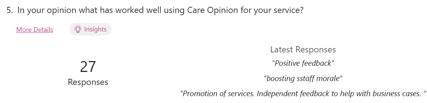 5. In your opinion what has worked well using Care Opinion for your service?
More Details
Insights
Latest Responses
27
Responses
"Positive feedback"
"boosting sstaff morale"
"Promotion of services. Independent feedback to help with business cases. "